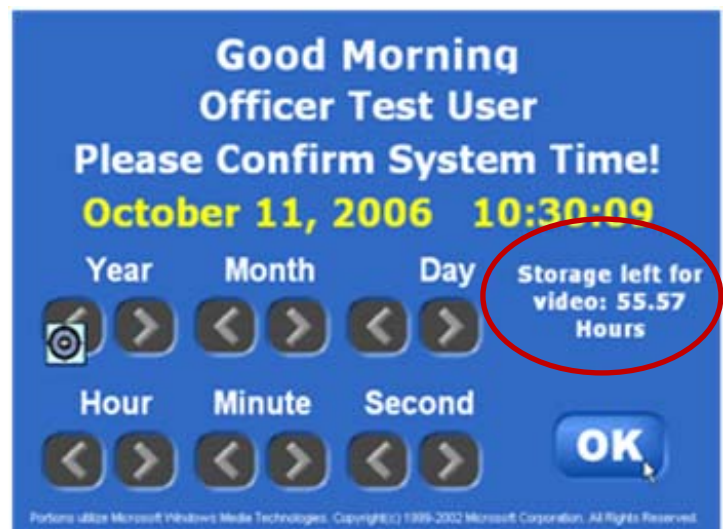 Good Morning
Officer Test User
Please Confirm System Time!
October 11, 2006 10:30:09
Year Month Day
Storage left for
video: 55.57
Hours
Hour Minute Second
OK
Portions utilize Microsoft Windows Media Technologies. Copyright(c) 1999-2002 Microsoft Corporation. All Rights Reserved.